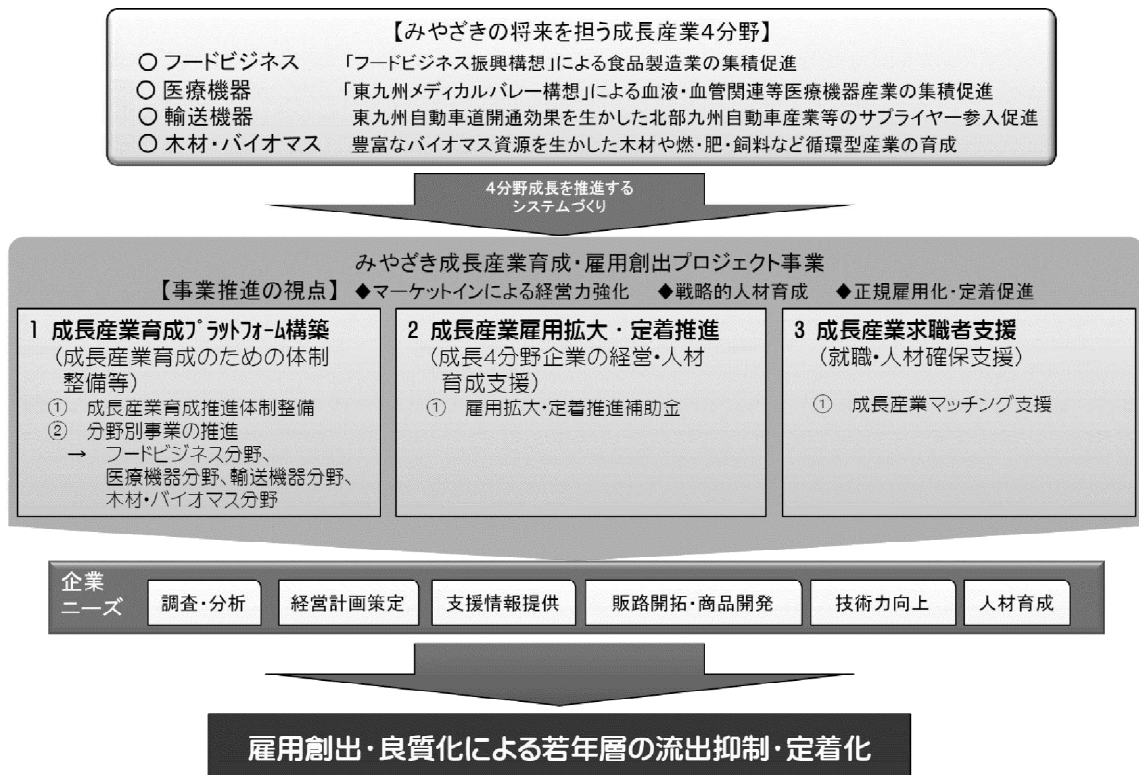 【みやざきの将来を担う成長産業4分野】
○ フードビジネス 「フードビジネス振興構想」による食品製造業の集積促進
○ 医療機器 「東九州メディカルバレー構想」による血液・血管関連等医療機器産業の集積促進
○ 輸送機器 東九州自動車道開通効果を生かした北部九州自動車産業等のサプライヤー参入促進
○ 木材・バイオマス 豊富なバイオマス資源を生かした木材や燃・肥・飼料など循環型産業の育成
4分野成長を推進する
システムづくり
みやざき成長産業育成・雇用創出プロジェクト事業
【事業推進の視点】 ◆マーケットインによる経営力強化 ◆戦略的人材育成 ◆正規雇用化・定着促進
1 成長産業育成ﾌﾟラットフォーム構築
(成長産業育成のための体制
整備等)
① 成長産業育成推進体制整備
② 分野別事業の推進
→ フードビジネス分野、
医療機器分野、輸送機器分野、
木材・バイオマス分野
2 成長産業雇用拡大・定着推進
(成長4分野企業の経営・人材
育成支援)
① 雇用拡大・定着推進補助金
3 成長産業求職者支援
(就職・人材確保支援)
① 成長産業マッチング支援
企業
ニーズ
調査・分析
経営計画策定
支援情報提供
販路開拓・商品開発
技術力向上
人材育成
雇用創出・良質化による若年層の流出抑制・定着化